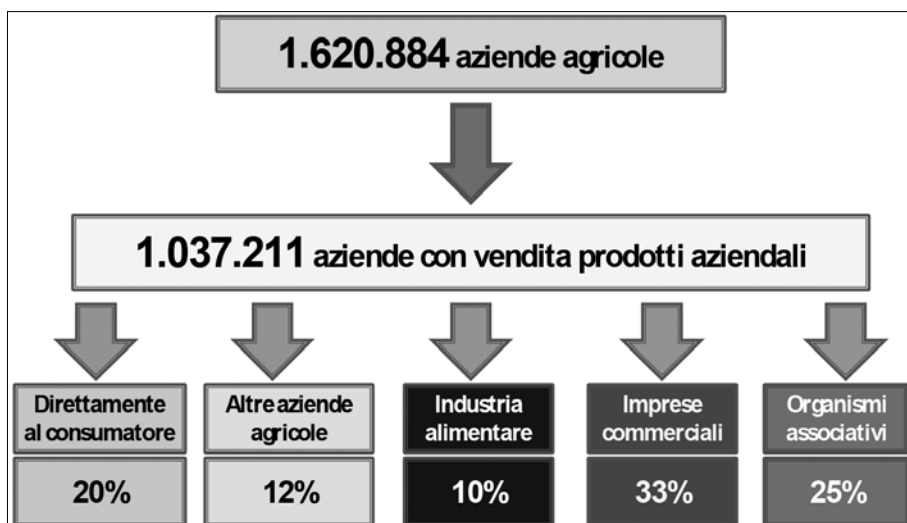 1.620.884 aziende agricole
1.037.211 aziende con vendita prodotti aziendali
Direttamente
al consumatore
20%
Altre aziende
agricole
12%
Industria
alimentare
10%
Imprese
commerciali
33%
Organismi
associativi
25%